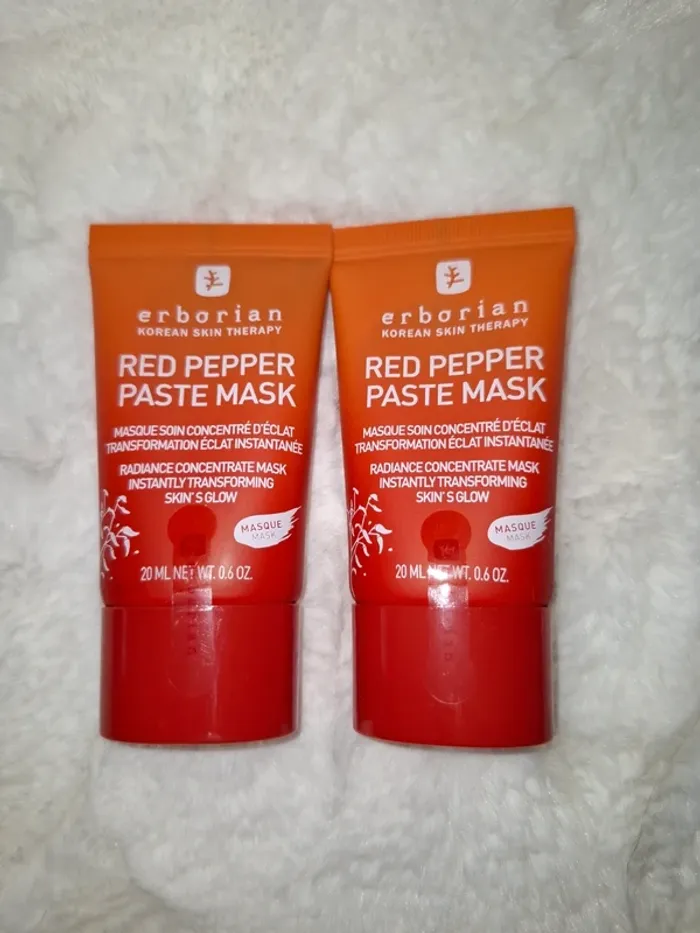 erborian
KOREAN SKIN THERAPY
RED PEPPER
PASTE MASK
MASQUE SOIN CONCENTRÉ D'ÉCLAT
TRANSFORMATION ÉCLAT INSTANTANÉE
RADIANCE CONCENTRATE MASK
INSTANTLY TRANSFORMING
SKIN'S GLOW
MASQUE
MASK
20 ML NET WT. 0.6 OZ.
erborian
KOREAN SKIN THERAPY
RED PEPPER
PASTE MASK
MASQUE SOIN CONCENTRÉ D'ÉCLAT
TRANSFORMATION ÉCLAT INSTANTANÉE
RADIANCE CONCENTRATE MASK
INSTANTLY TRANSFORMING
SKIN'S GLOW
MASQUE
MASK
20 ML NET WT. 0.6 OZ.